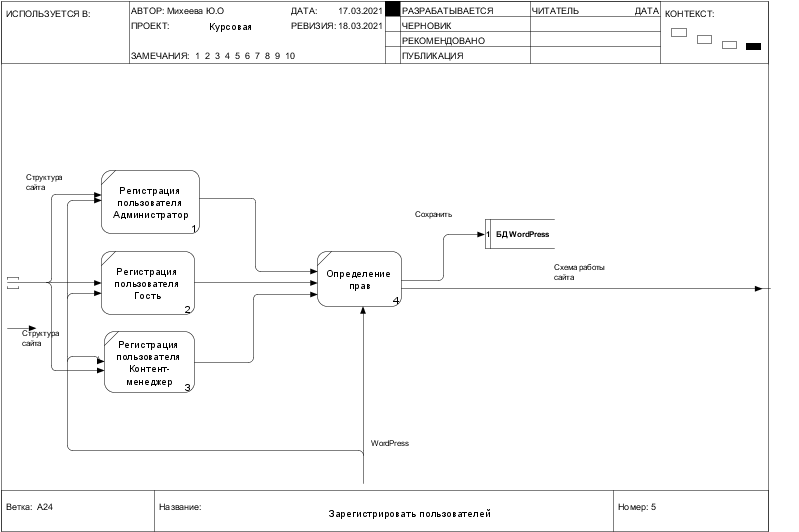 ИСПОЛЬЗУЕТСЯ В:
АВТОР: Михеева Ю.О
ДАТА: 17.03.2021
ПРОЕКТ: Курсовая
РЕВИЗИЯ: 18.03.2021
ЗАМЕЧАНИЯ: 1 2 3 4 5 6 7 8 9 10
РАЗРАБАТЫВАЕТСЯ
ЧЕРНОВИК
РЕКОМЕНДОВАНО
ПУБЛИКАЦИЯ
ЧИТАТЕЛЬ ДАТА
КОНТЕКСТ:
Структура
сайта
Регистрация
пользователя
Администратор
1
Сохранить
1 БД WordPress
Регистрация
пользователя
Гость
2
Определение
прав
4
Схема работы
сайта
Структура
сайта
Регистрация
пользователя
Контент-
менеджер
3
WordPress
Ветка: A24
Название:
Зарегистрировать пользователей
Номер: 5